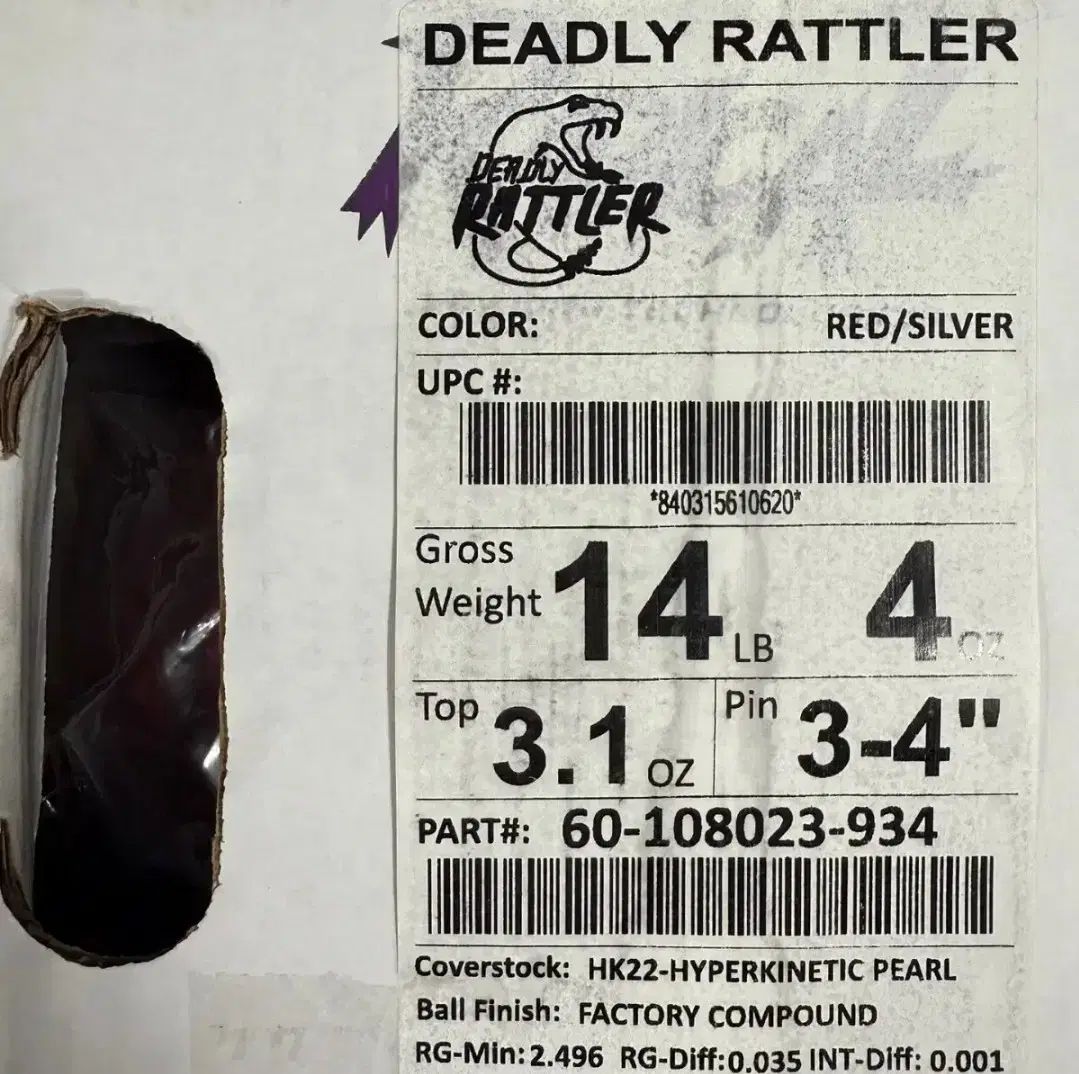 DEADLY RATTLER
DEADLY
RATTLER
COLOR: RED/SILVER
UPC #:
*840315610620*
Gross
Weight 14 LB 4 OZ
Top 3.1 OZ Pin 3-4"
PART#: 60-108023-934
Coverstock: HK22-HYPERKINETIC PEARL
Ball Finish: FACTORY COMPOUND
RG-Min: 2.496 RG-Diff: 0.035 INT-Diff: 0.001